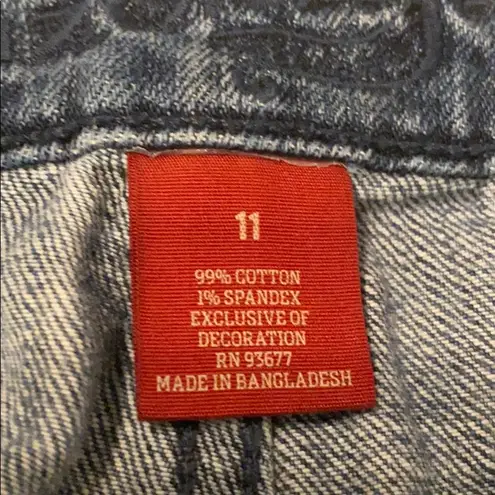 11
99% COTTON
1% SPANDEX
EXCLUSIVE OF
DECORATION
RN 93677
MADE IN BANGLADESH